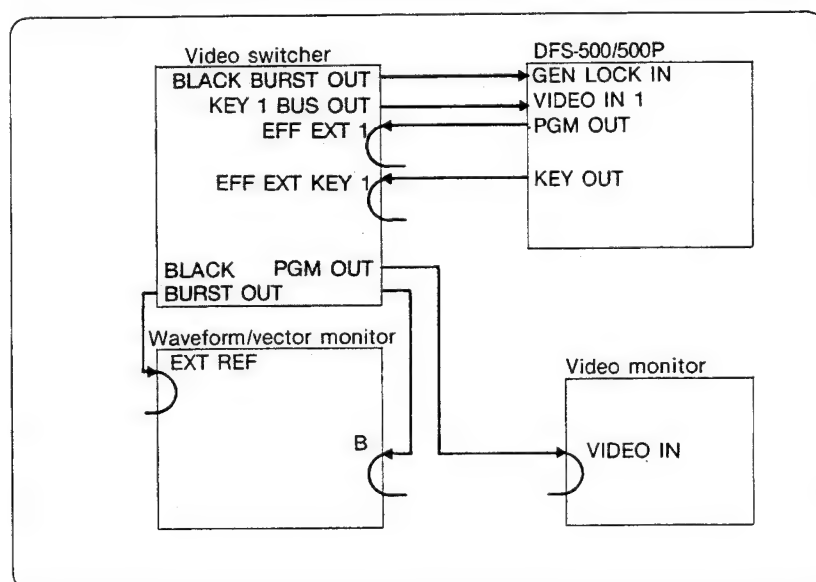 Video switcher
BLACK BURST OUT
KEY 1 BUS OUT
EFF EXT 1
EFF EXT KEY 1
BLACK
BURST OUT
PGM OUT
DFS-500/500P
GEN LOCK IN
VIDEO IN 1
PGM OUT
KEY OUT
Waveform/vector monitor
EXT REF
B
Video monitor
VIDEO IN